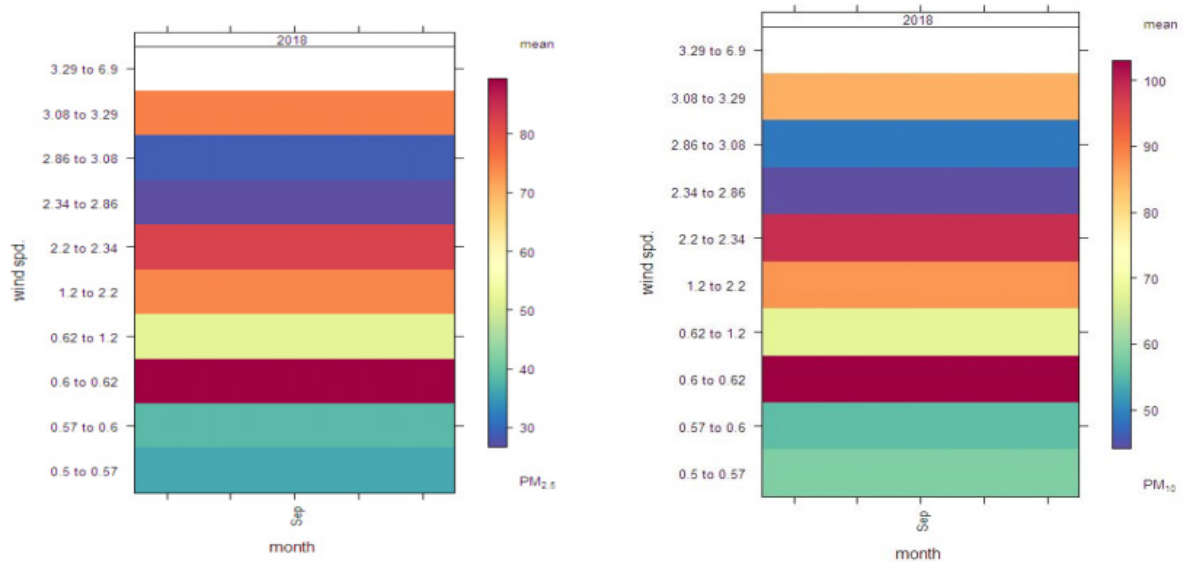 2018
mean
3.29 to 6.9
3.08 to 3.29
2.86 to 3.08
2.34 to 2.86
2.2 to 2.34
1.2 to 2.2
0.62 to 1.2
0.6 to 0.62
0.57 to 0.6
0.5 to 0.57
wind spd.
80
70
60
50
40
30
PM2.5
Sep
month
2018
mean
3.29 to 6.9
3.08 to 3.29
2.86 to 3.08
2.34 to 2.86
2.2 to 2.34
1.2 to 2.2
0.62 to 1.2
0.6 to 0.62
0.57 to 0.6
0.5 to 0.57
wind spd.
100
90
80
70
60
50
PM10
Sep
month